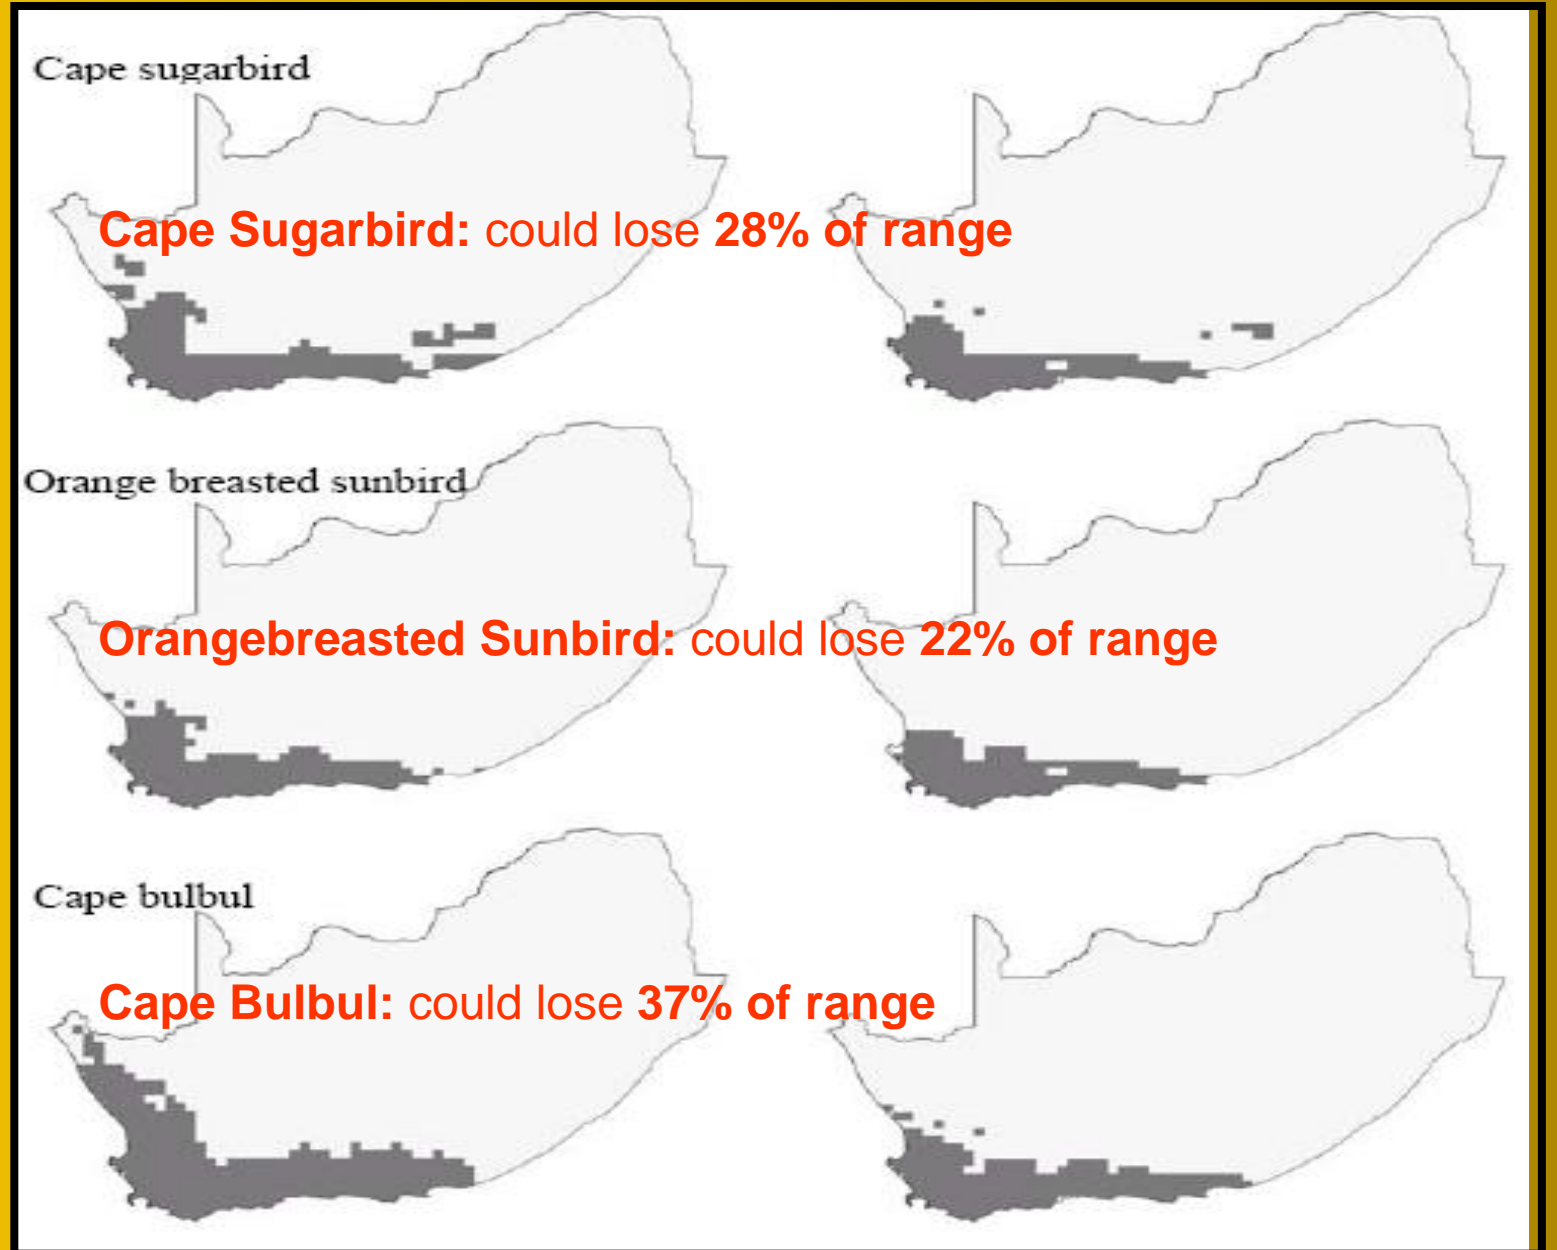 Cape sugarbird
Cape Sugarbird: could lose 28% of range
Orange breasted sunbird
Orangebreasted Sunbird: could lose 22% of range
Cape bulbul
Cape Bulbul: could lose 37% of range